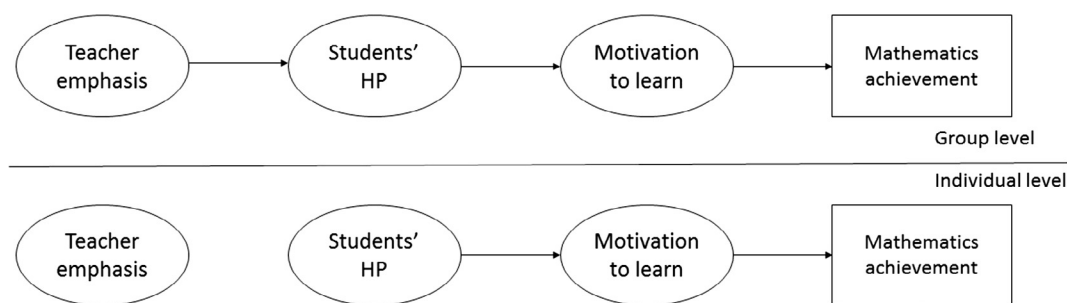 Teacher
emphasis
Students'
HP
Motivation
to learn
Mathematics
achievement
Group level
Individual level
Teacher
emphasis
Students'
HP
Motivation
to learn
Mathematics
achievement